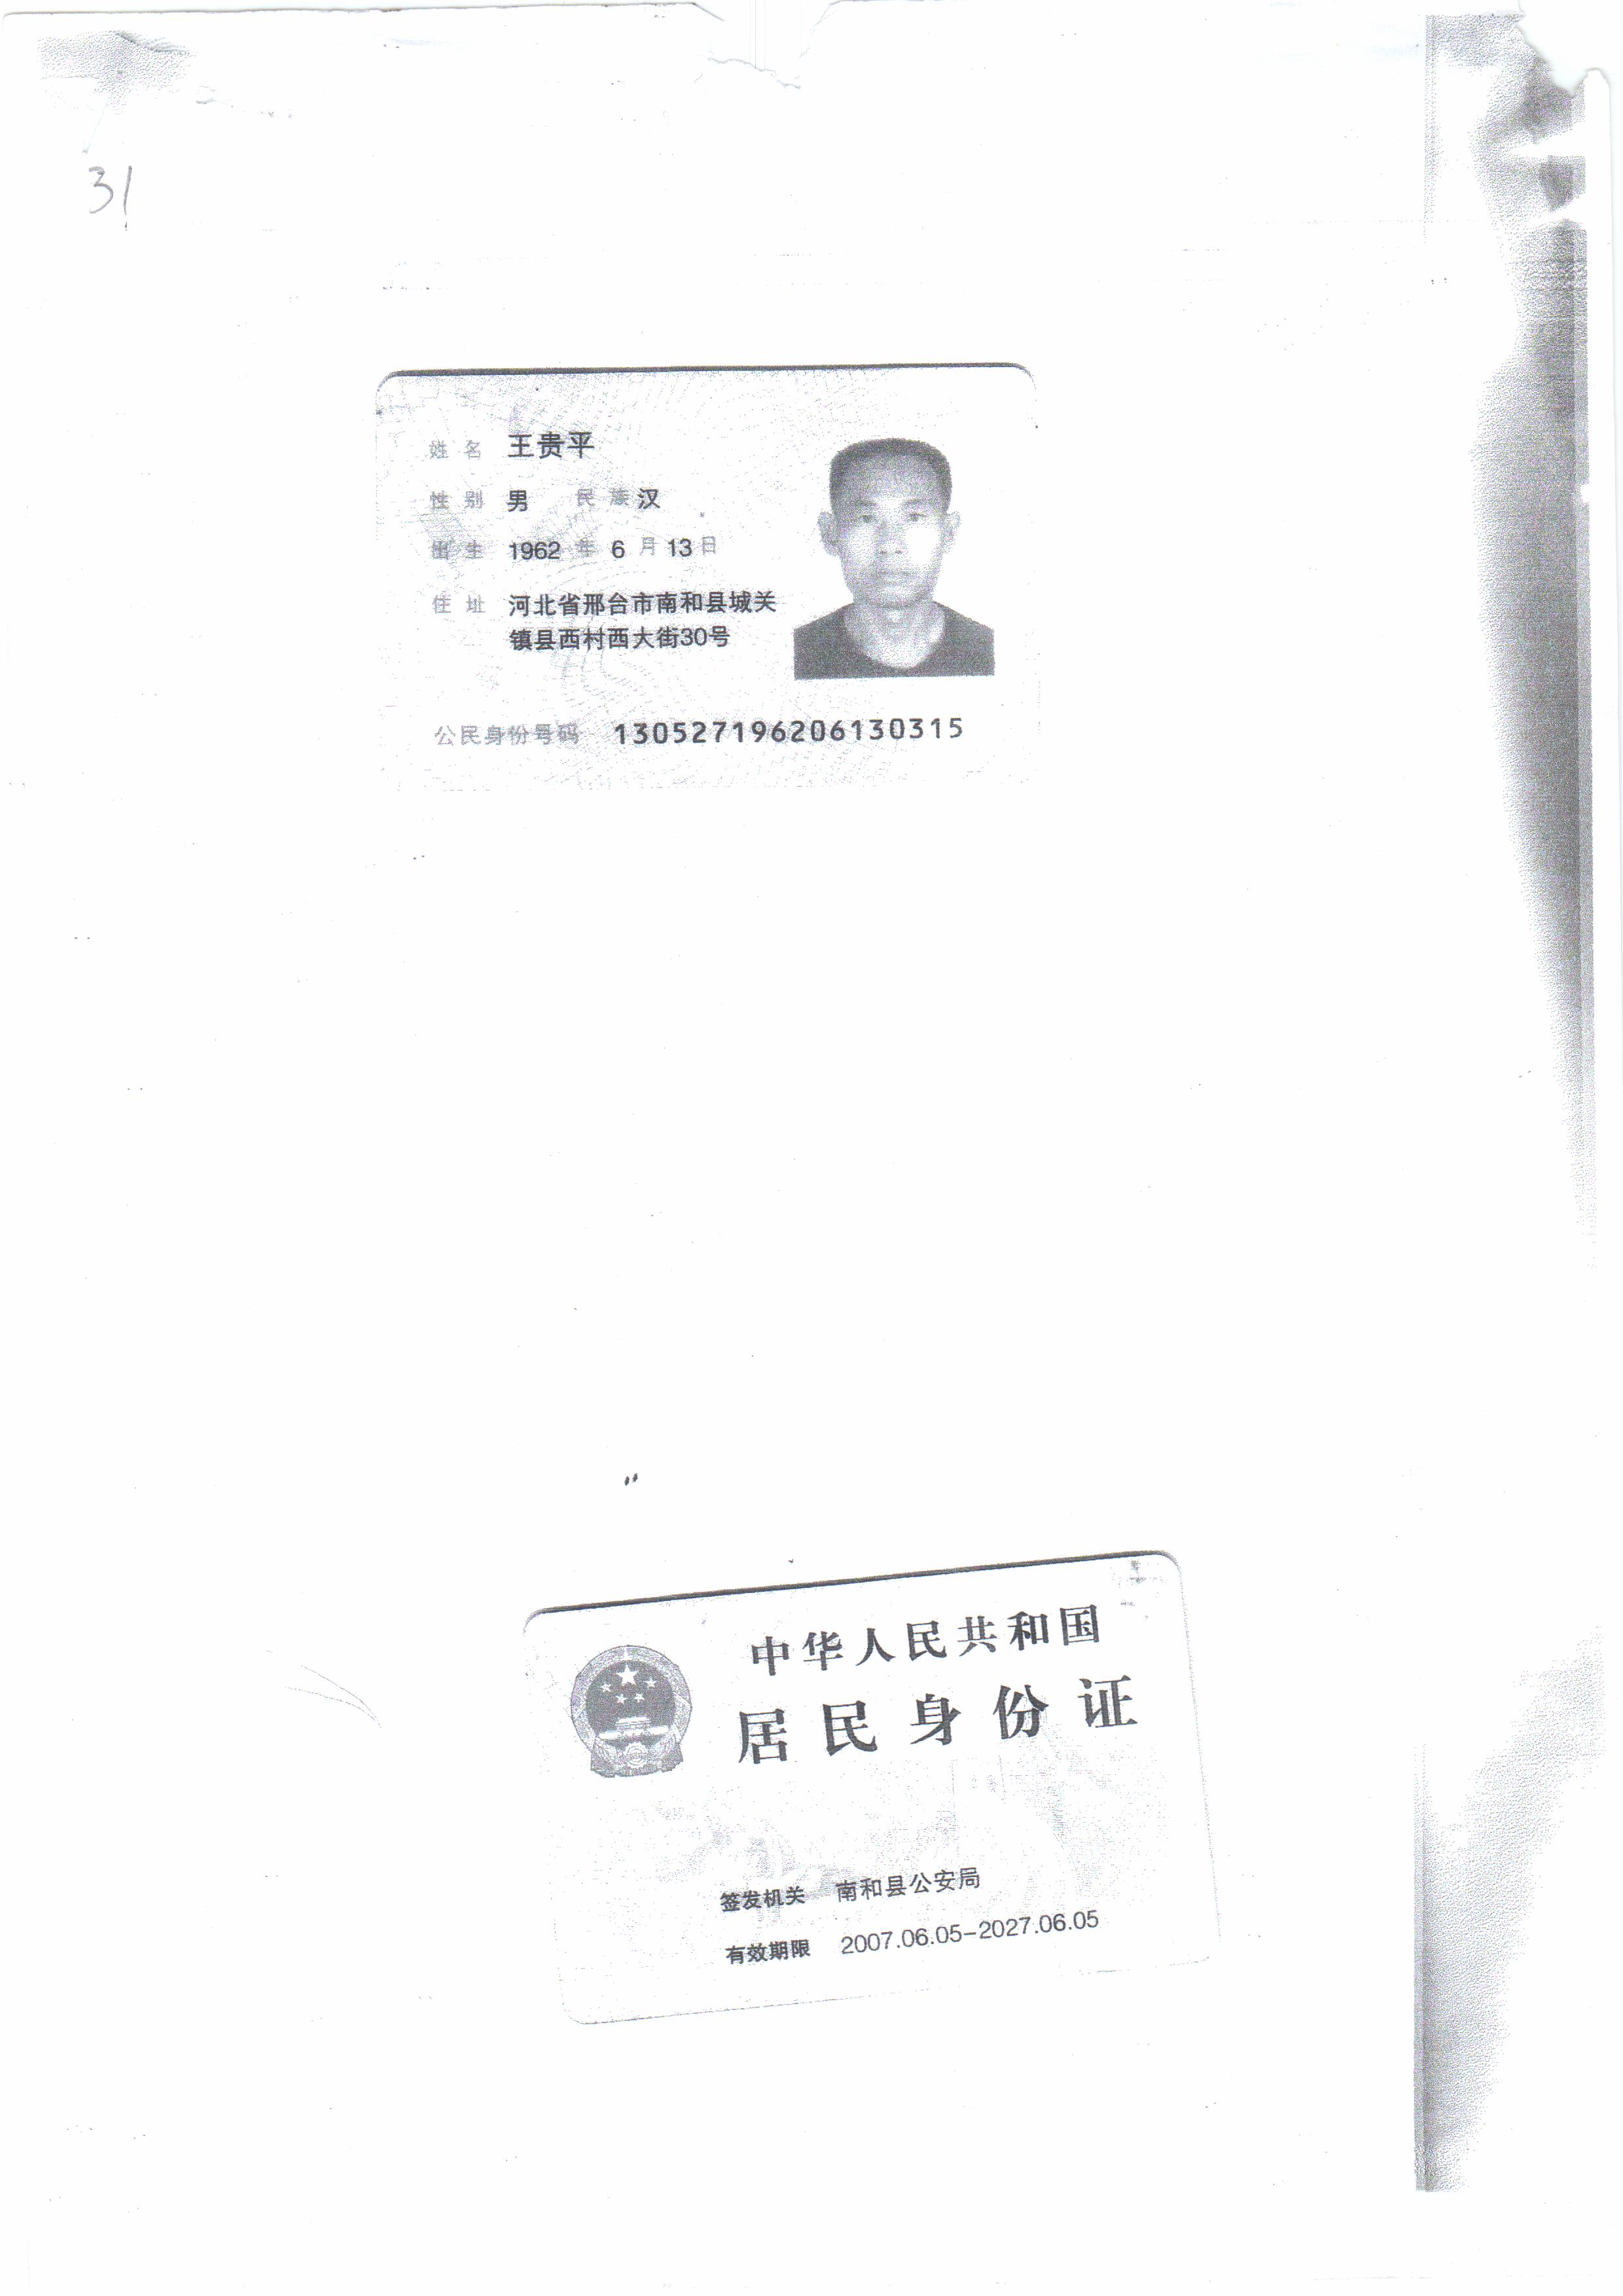 31
姓名 王贵平
性别 男 民族 汉
出生 1962 年 6 月 13 日
住址 河北省邢台市南和县城关
镇县西村西大街30号
公民身份号码 130527196206130315
中华人民共和国
居民身份证
签发机关 南和县公安局
有效期限 2007.06.05-2027.06.05